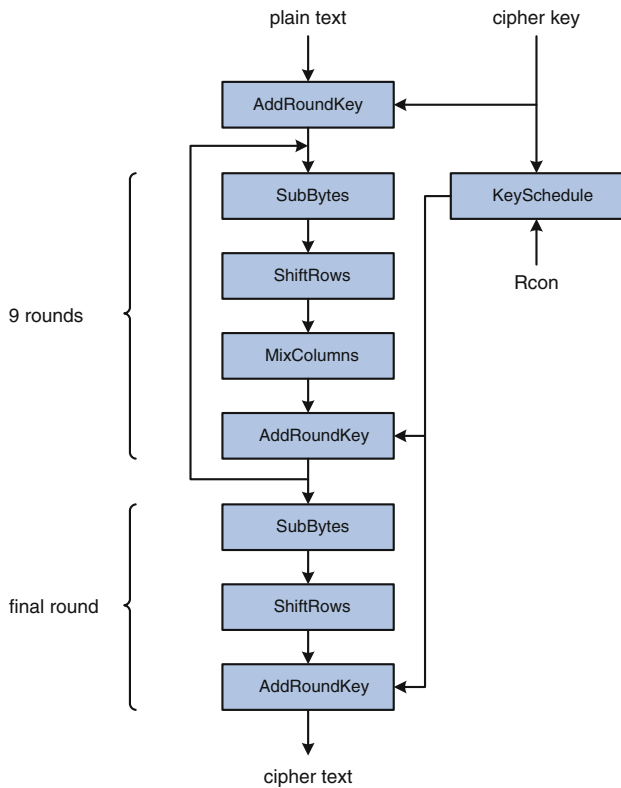 plain text
cipher key
AddRoundKey
SubBytes
KeySchedule
ShiftRows
Rcon
9 rounds
MixColumns
AddRoundKey
SubBytes
final round
ShiftRows
AddRoundKey
cipher text